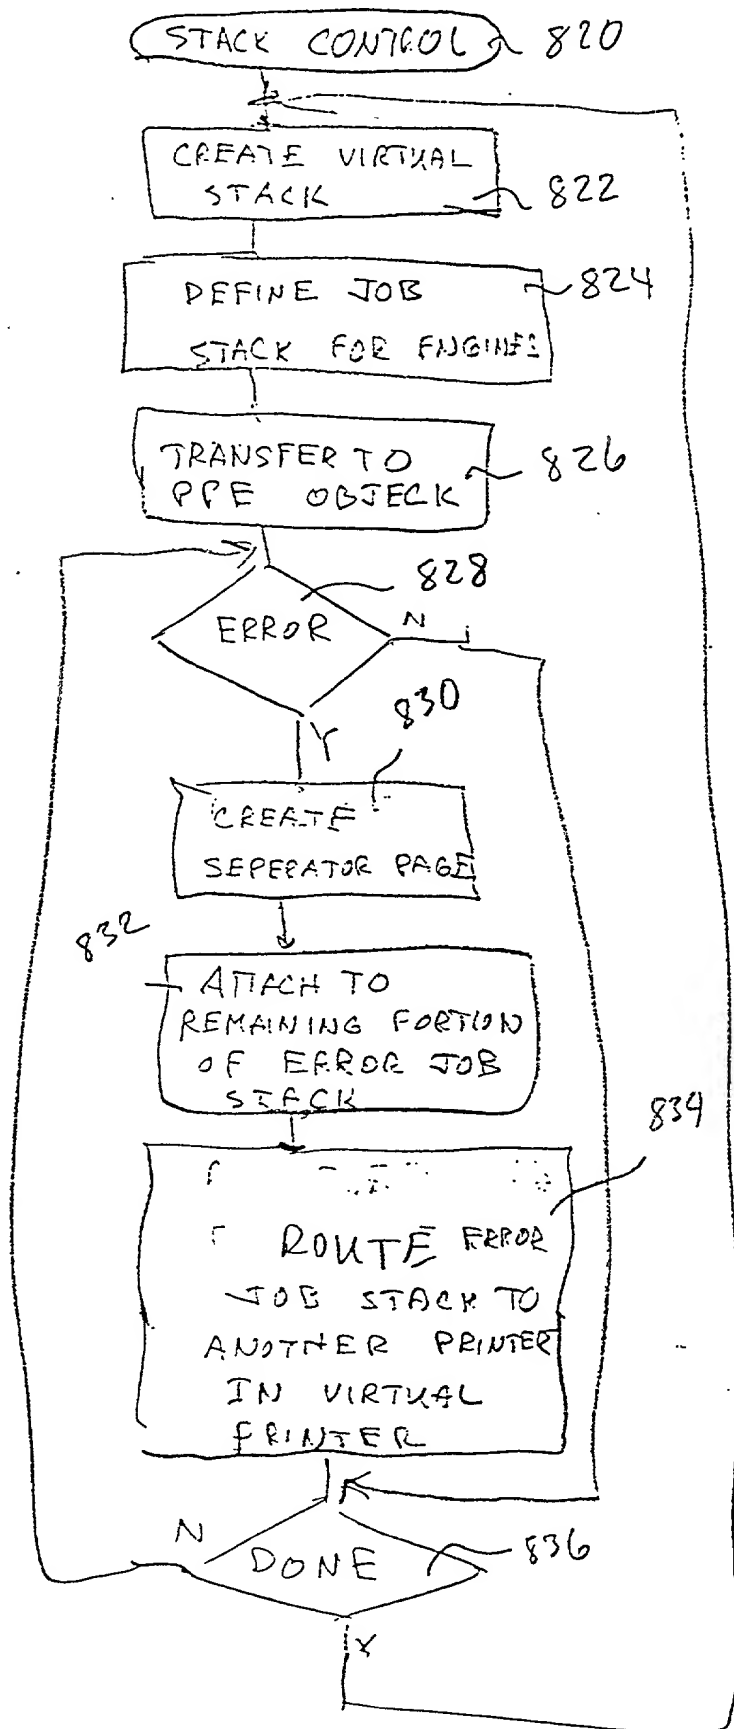 STACK CONTROL 820
CREATE VIRTUAL
STACK 822
DEFINE JOB 824
STACK FOR ENGINES
TRANSFER TO 826
PPE OBJECK
828
ERROR N
Y 830
CREATE
SEPERATOR PAGE
832
ATTACH TO
REMAINING PORTION
OF ERROR JOB
STACK
834
ROUTE ERROR
JOB STACK TO
ANOTHER PRINTER
IN VIRTUAL
PRINTER
N
DONE 836
Y